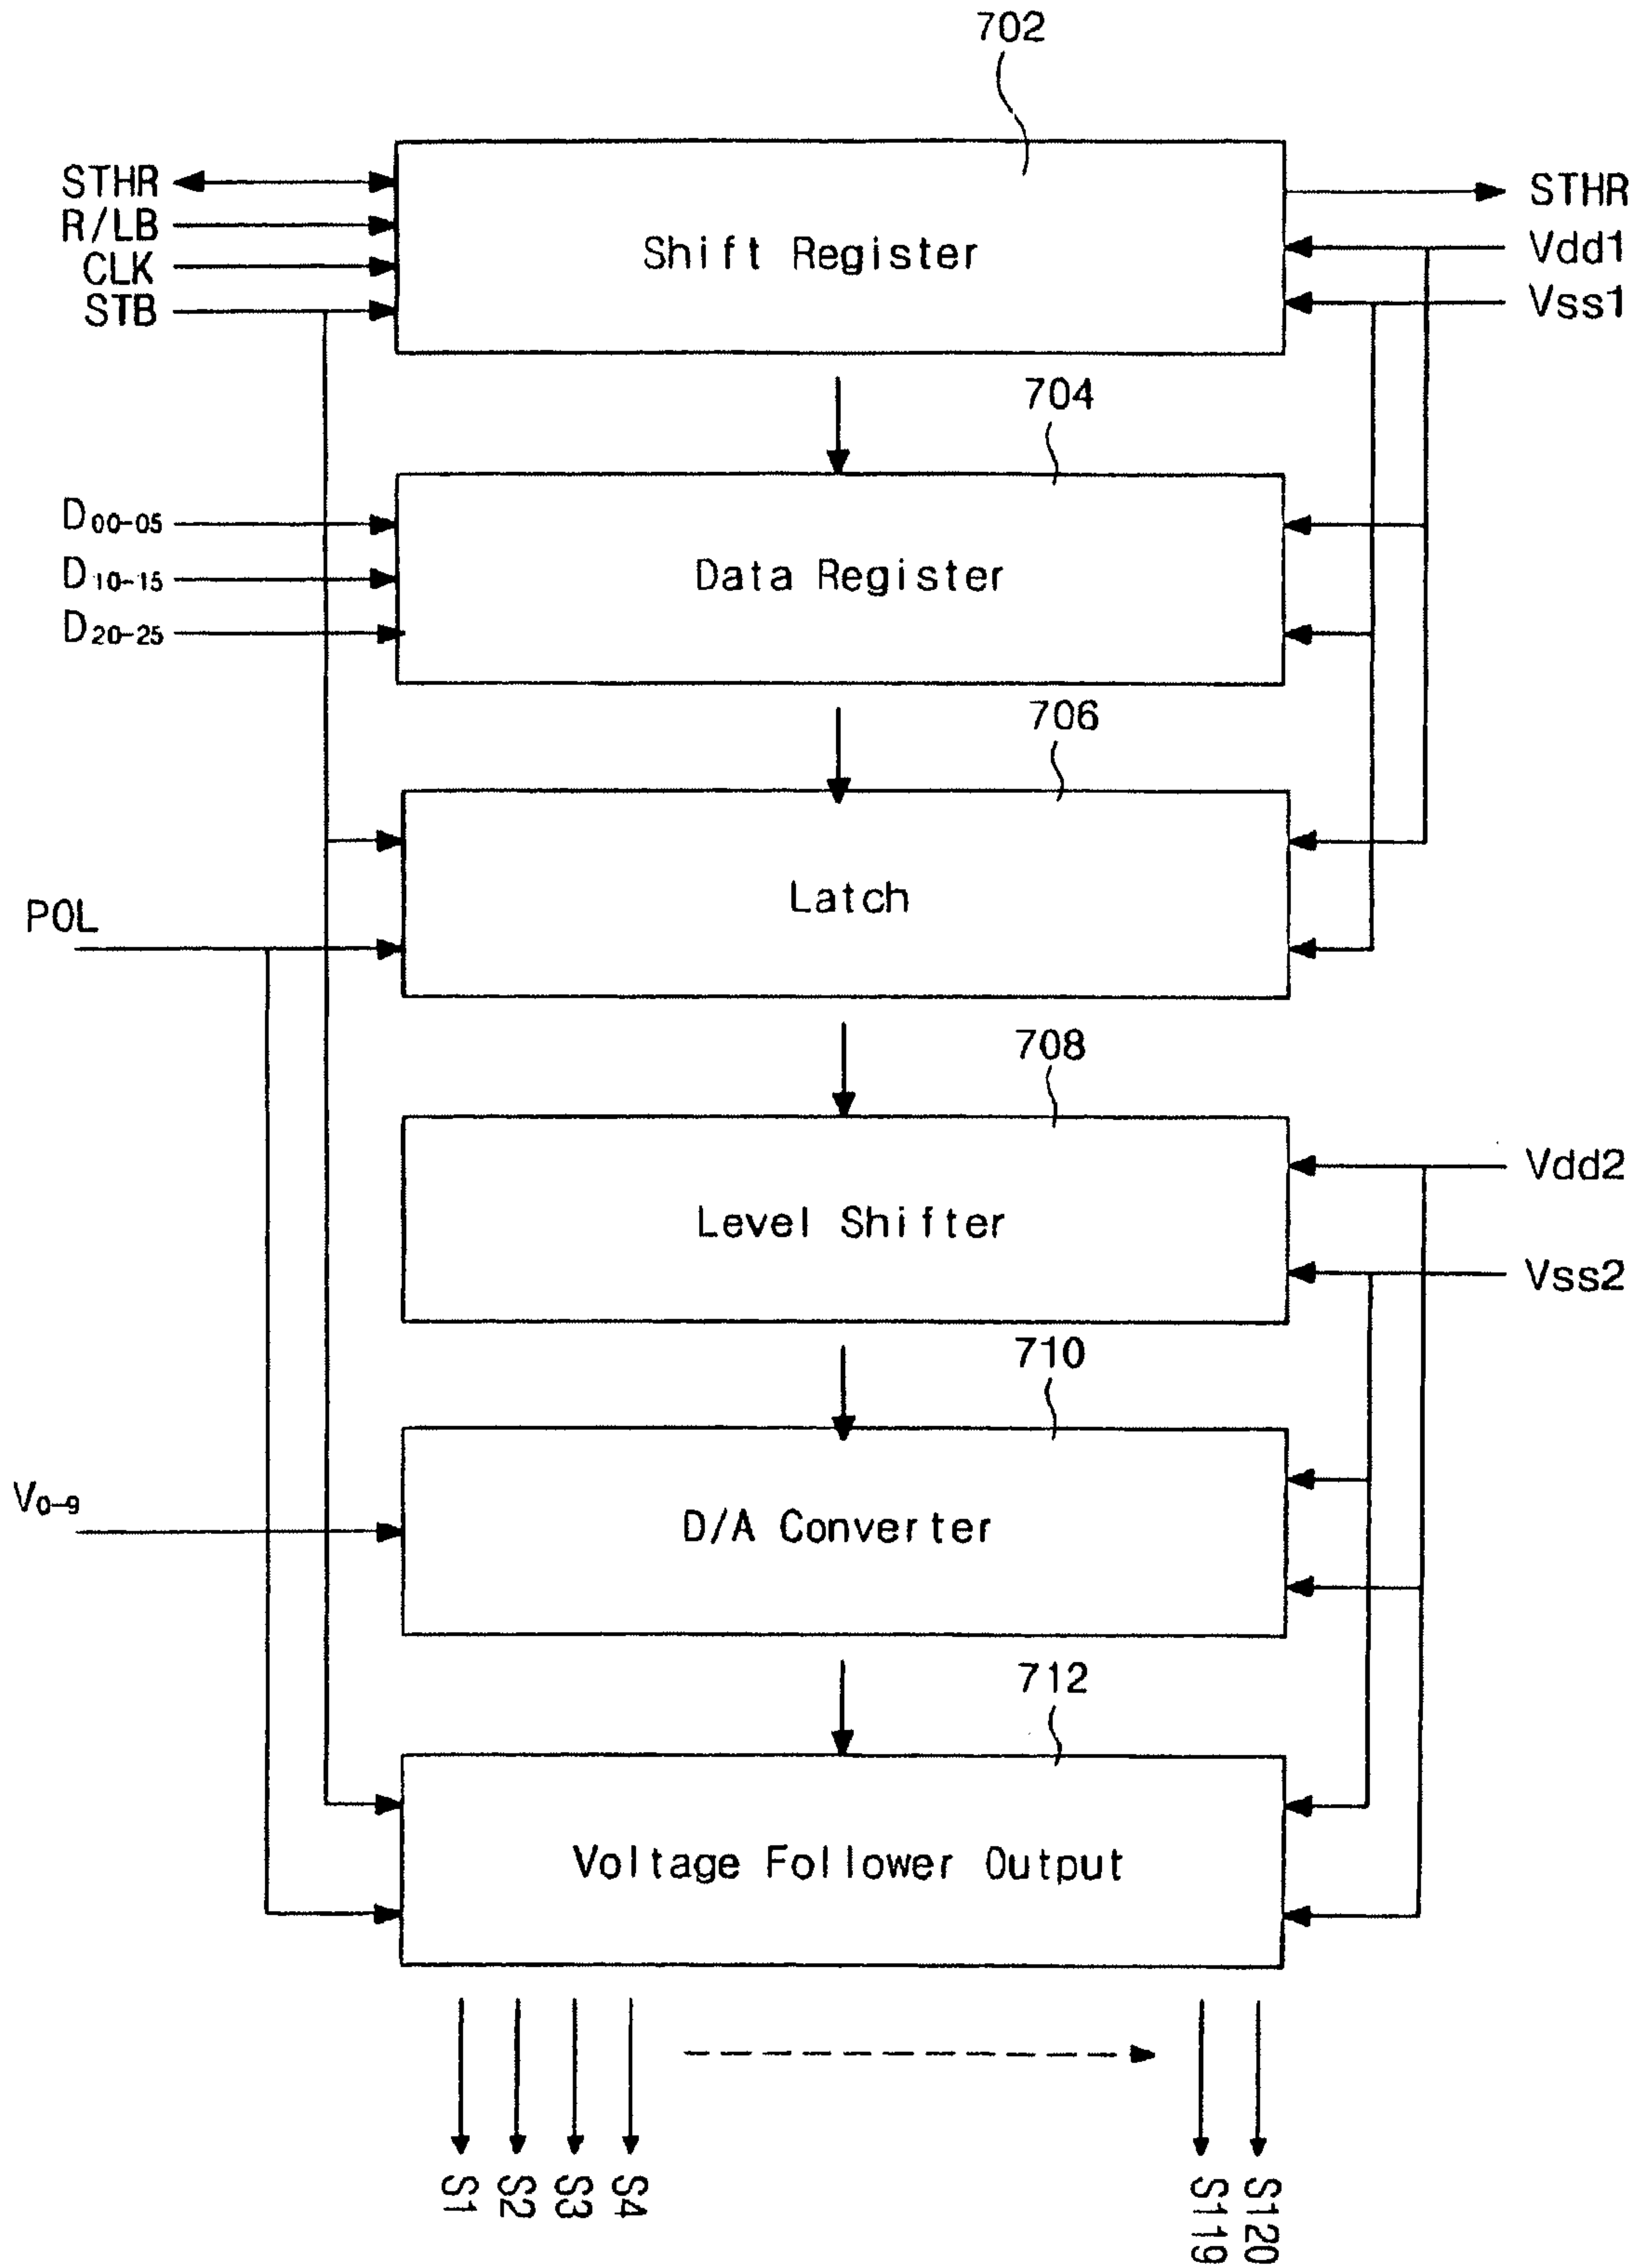 702
STHR
R/LB
CLK
STB
Shift Register
STHR
Vdd1
Vss1
704
D00-05
D10-15
D20-25
Data Register
706
POL
Latch
708
Level Shifter
Vdd2
Vss2
710
V0-9
D/A Converter
712
Voltage Follower Output
S1
S2
S3
S4
S119
S120